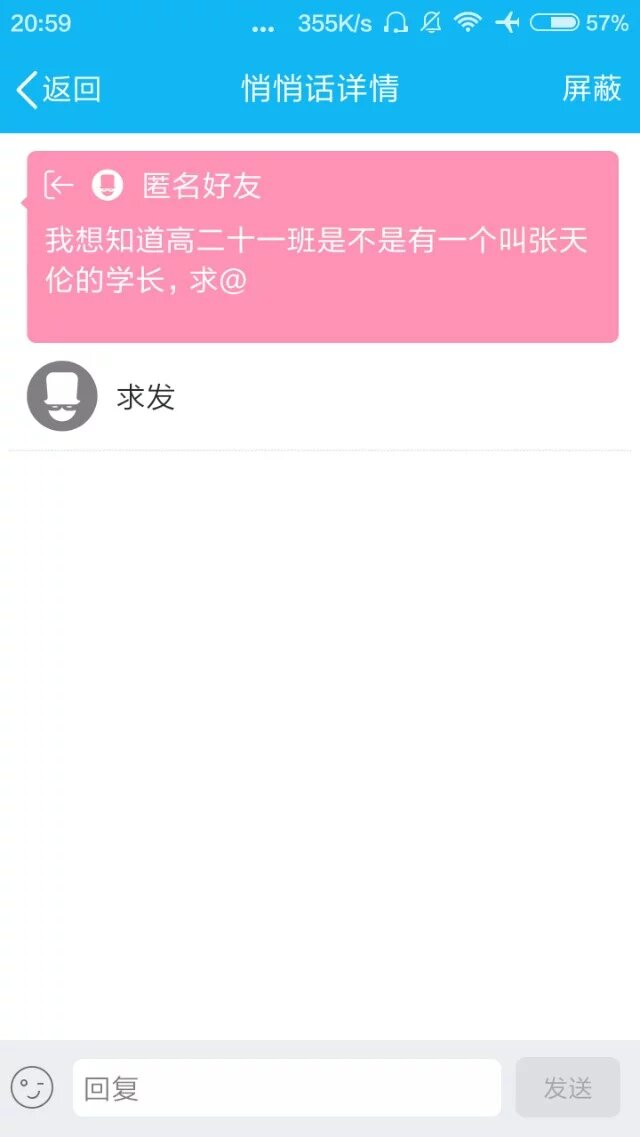 20:59 ... 355K/s 57%
返回 悄悄话详情 屏蔽
匿名好友
我想知道高二十一班是不是有一个叫张天
伦的学长，求@
求发
回复 发送